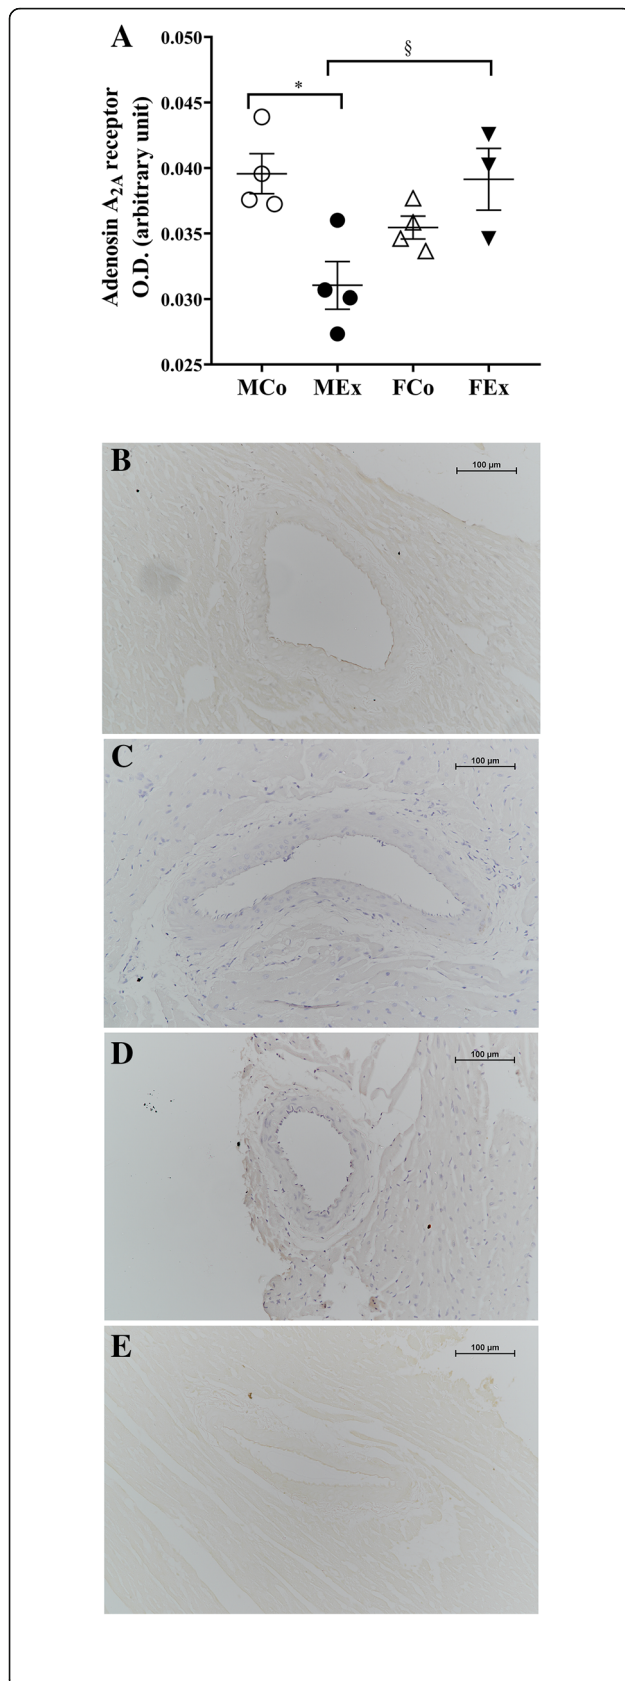 A
Adenosin A2A receptor
O.D. (arbitrary unit)
0.050
0.045
0.040
0.035
0.030
0.025
*
§
MCo MEx FCo FEx
B
100 µm
C
100 µm
D
100 µm
E
100 µm